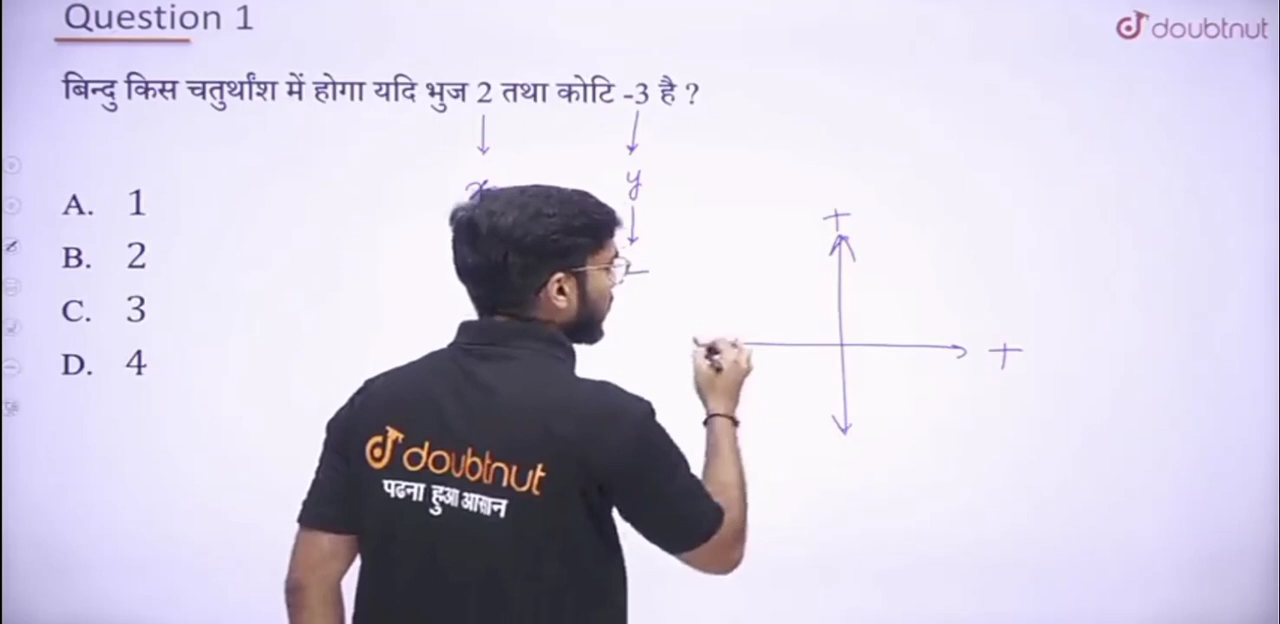 Question 1
doubtnut
बिन्दु किस चतुर्थांश में होगा यदि भुज 2 तथा कोटि -3 है ?
x
y
A. 1
B. 2
C. 3
D. 4
+
-
+
doubtnut
पढना हुआ आसान